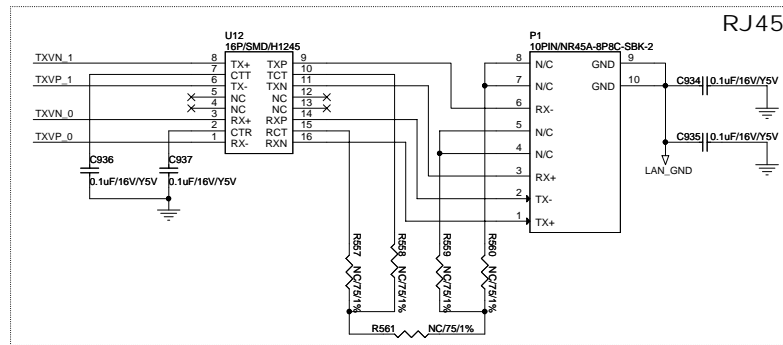 RJ45
U12
16P/SMD/H1245
P1
10PIN/NR45A-8P8C-SBK-2
TXVN_1
8 TX+ TXP 9
7 CTT TCT 10
TXVP_1
6 TX- TXN 11
5 NC NC 12
4 NC NC 13
TXVN_0
3 RX+ RXP 14
2 CTR RCT 15
TXVP_0
1 RX- RXN 16
8 N/C GND 9
7 N/C GND 10
6 RX-
5 N/C
4 N/C
3 RX+
2 TX-
1 TX+
C934 0.1uF/16V/Y5V
C935 0.1uF/16V/Y5V
LAN_GND
C936
0.1uF/16V/Y5V
C937
0.1uF/16V/Y5V
R557 NC/75/1%
R558 NC/75/1%
R559 NC/75/1%
R560 NC/75/1%
R561 NC/75/1%